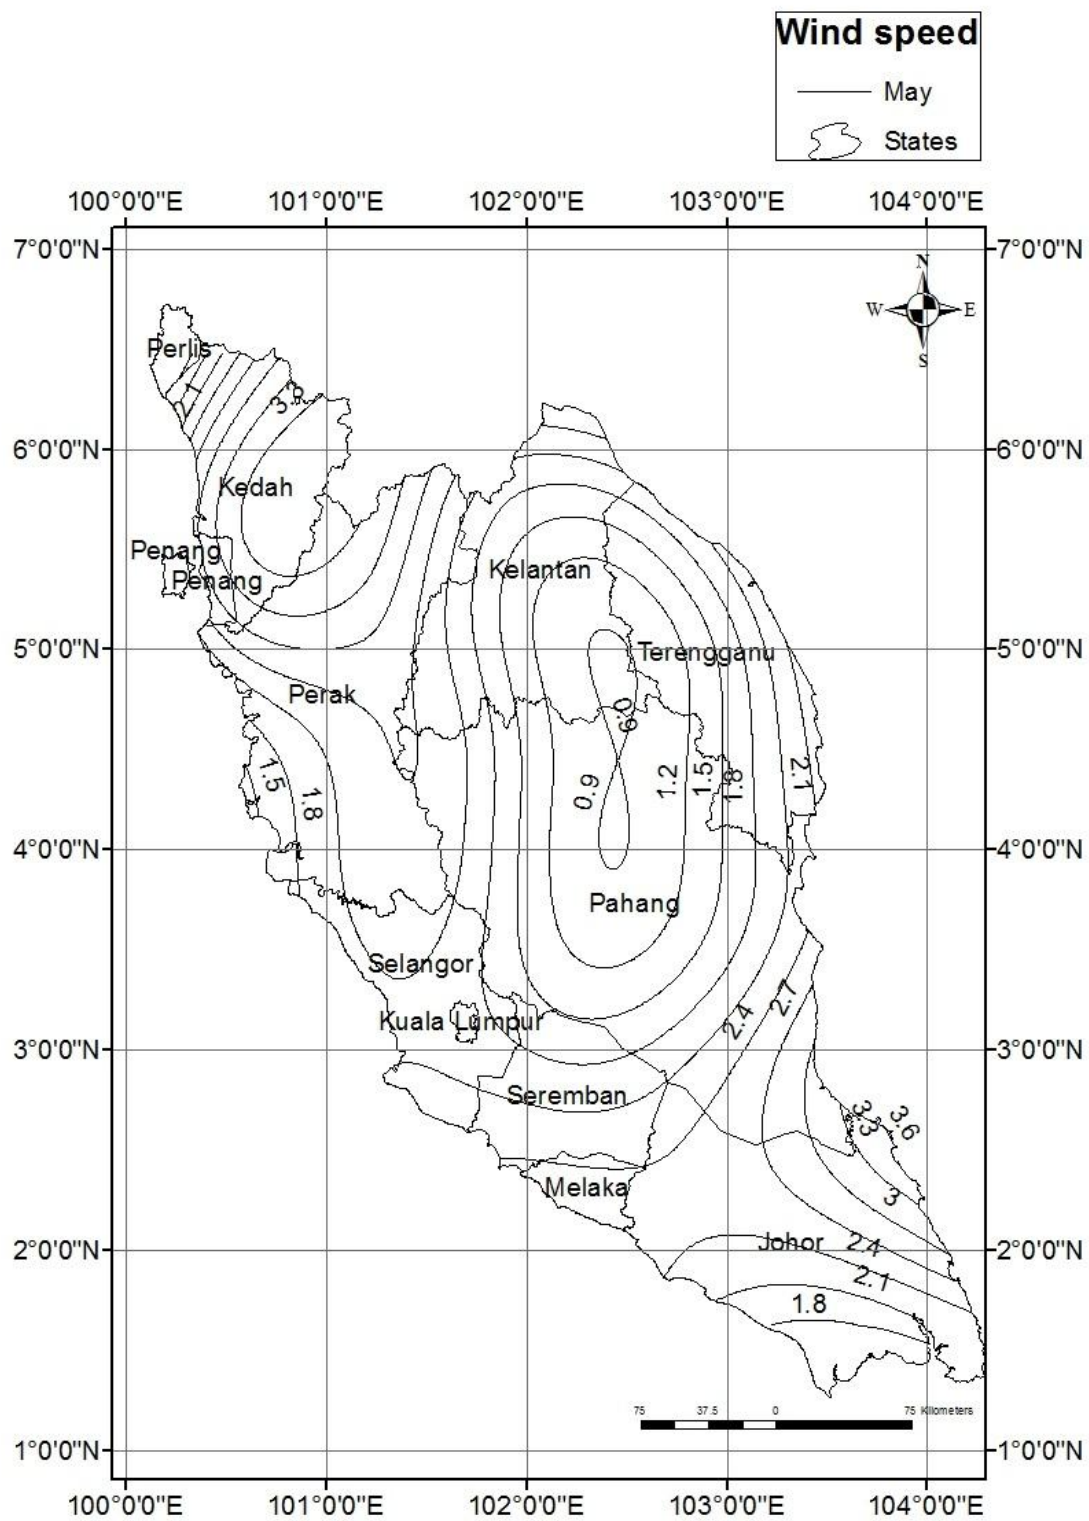 Wind speed
May
States
100°0'0"E 101°0'0"E 102°0'0"E 103°0'0"E 104°0'0"E
7°0'0"N 7°0'0"N
N
W E
S
Perlis
2.1
3.3
6°0'0"N 6°0'0"N
Kedah
Penang
Penang
Kelantan
5°0'0"N 5°0'0"N
Terengganu
Perak
0.9
1.5
1.8
0.9
1.2
1.5
1.8
2.1
4°0'0"N 4°0'0"N
Pahang
Selangor
2.7
2.4
Kuala Lumpur
3°0'0"N 3°0'0"N
Seremban
3.3
3.6
Melaka
3
2°0'0"N 2°0'0"N
Johor 2.4
2.1
1.8
75 37.5 0 75 Kilometers
1°0'0"N 1°0'0"N
100°0'0"E 101°0'0"E 102°0'0"E 103°0'0"E 104°0'0"E